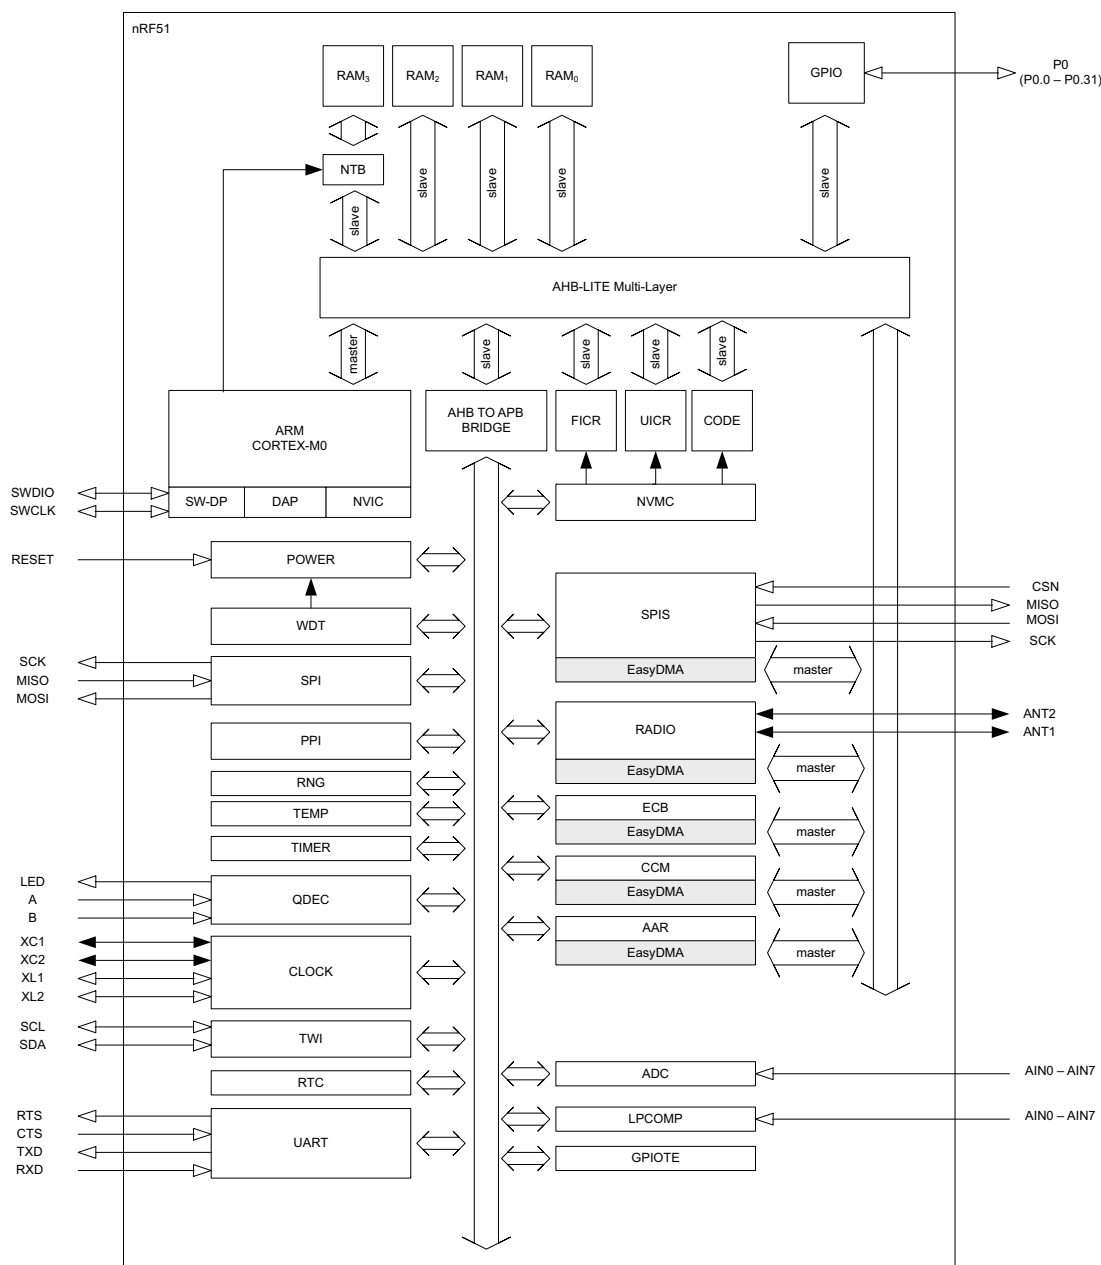 nRF51
RAM3
RAM2
RAM1
RAM0
GPIO
P0
(P0.0 – P0.31)
NTB
slave
slave
slave
slave
slave
AHB-LITE Multi-Layer
master
slave
slave
slave
slave
ARM
CORTEX-M0
AHB TO APB
BRIDGE
FICR
UICR
CODE
SW-DP
DAP
NVIC
NVMC
SWDIO
SWCLK
RESET
POWER
WDT
SPIS
EasyDMA
master
CSN
MISO
MOSI
SCK
SCK
MISO
MOSI
SPI
PPI
RADIO
EasyDMA
master
ANT2
ANT1
RNG
TEMP
TIMER
ECB
EasyDMA
master
CCM
EasyDMA
master
AAR
EasyDMA
master
LED
A
B
QDEC
XC1
XC2
XL1
XL2
CLOCK
SCL
SDA
TWI
RTC
ADC
AIN0 – AIN7
LPCOMP
AIN0 – AIN7
GPIOTE
RTS
CTS
TXD
RXD
UART